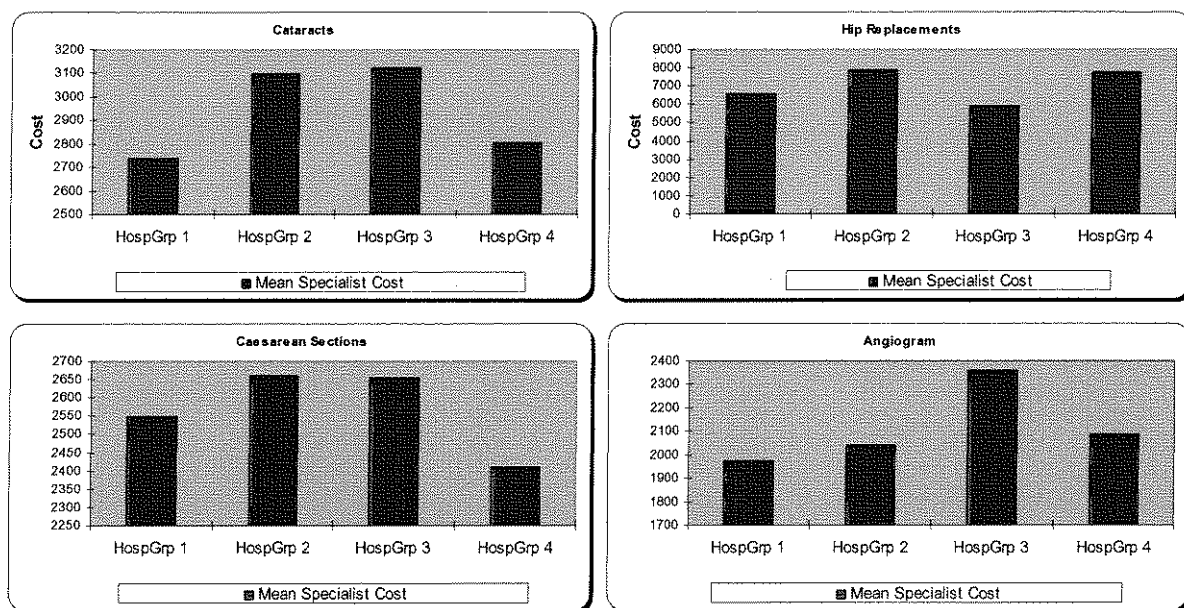 Cataracts
3200
3100
3000
2900
2800
2700
2600
2500
Cost
HospGrp 1 HospGrp 2 HospGrp 3 HospGrp 4
Mean Specialist Cost
Hip Replacements
9000
8000
7000
6000
5000
4000
3000
2000
1000
0
Cost
HospGrp 1 HospGrp 2 HospGrp 3 HospGrp 4
Mean Specialist Cost
Caesarean Sections
2700
2650
2600
2550
2500
2450
2400
2350
2300
2250
HospGrp 1 HospGrp 2 HospGrp 3 HospGrp 4
Mean Specialist Cost
Angiogram
2400
2300
2200
2100
2000
1900
1800
1700
HospGrp 1 HospGrp 2 HospGrp 3 HospGrp 4
Mean Specialist Cost